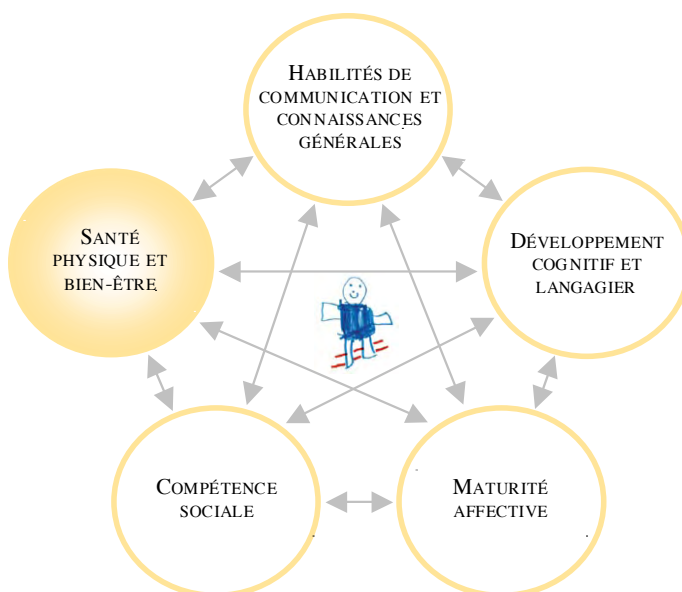 HABILITÉS DE
COMMUNICATION ET
CONNAISSANCES
GÉNÉRALES
SANTÉ
PHYSIQUE ET
BIEN-ÊTRE
DÉVELOPPEMENT
COGNITIF ET
LANGAGIER
COMPÉTENCE
SOCIALE
MATURITÉ
AFFECTIVE